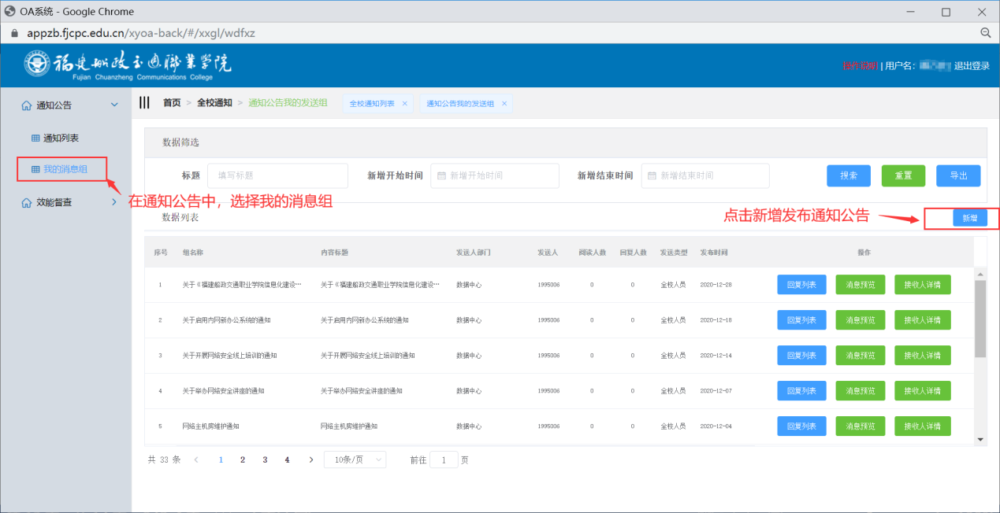 OA系统 - Google Chrome
appzb.fjcpc.edu.cn/xyoa-back/#/xxgl/wdfxz
福建船政交通職業学院
Fujian Chuanzheng Communications College
操作说明 | 用户名： 退出登录
通知公告
首页 > 全校通知 > 通知公告我的发送组
全校通知列表 ×
通知公告我的发送组 ×
通知列表
我的消息组
效能督查
数据筛选
标题 填写标题 新增开始时间 新增开始时间 新增结束时间 新增结束时间 搜索 重置 导出
在通知公告中，选择我的消息组
数据列表
点击新增发布通知公告
新增
序号 组名称 内容标题 发送人部门 发送人 阅读人数 回复人数 发送类型 发布时间 操作
1 关于《福建船政交通职业学院信息化建设… 关于《福建船政交通职业学院信息化建设… 数据中心 1995006 0 0 全校人员 2020-12-28 回复列表 消息预览 接收人详情
2 关于启用内网新办公系统的通知 关于启用内网新办公系统的通知 数据中心 1995006 0 0 全校人员 2020-12-18 回复列表 消息预览 接收人详情
3 关于开展网络安全线上培训的通知 关于开展网络安全线上培训的通知 数据中心 1995006 0 0 全校人员 2020-12-14 回复列表 消息预览 接收人详情
4 关于举办网络安全讲座的通知 关于举办网络安全讲座的通知 数据中心 1995006 0 0 全校人员 2020-12-07 回复列表 消息预览 接收人详情
5 网络主机房维护通知 网络主机房维护通知 数据中心 1995006 0 0 全校人员 2020-12-04 回复列表 消息预览 接收人详情
共 33 条 < 1 2 3 4 > 10条/页 前往 1 页